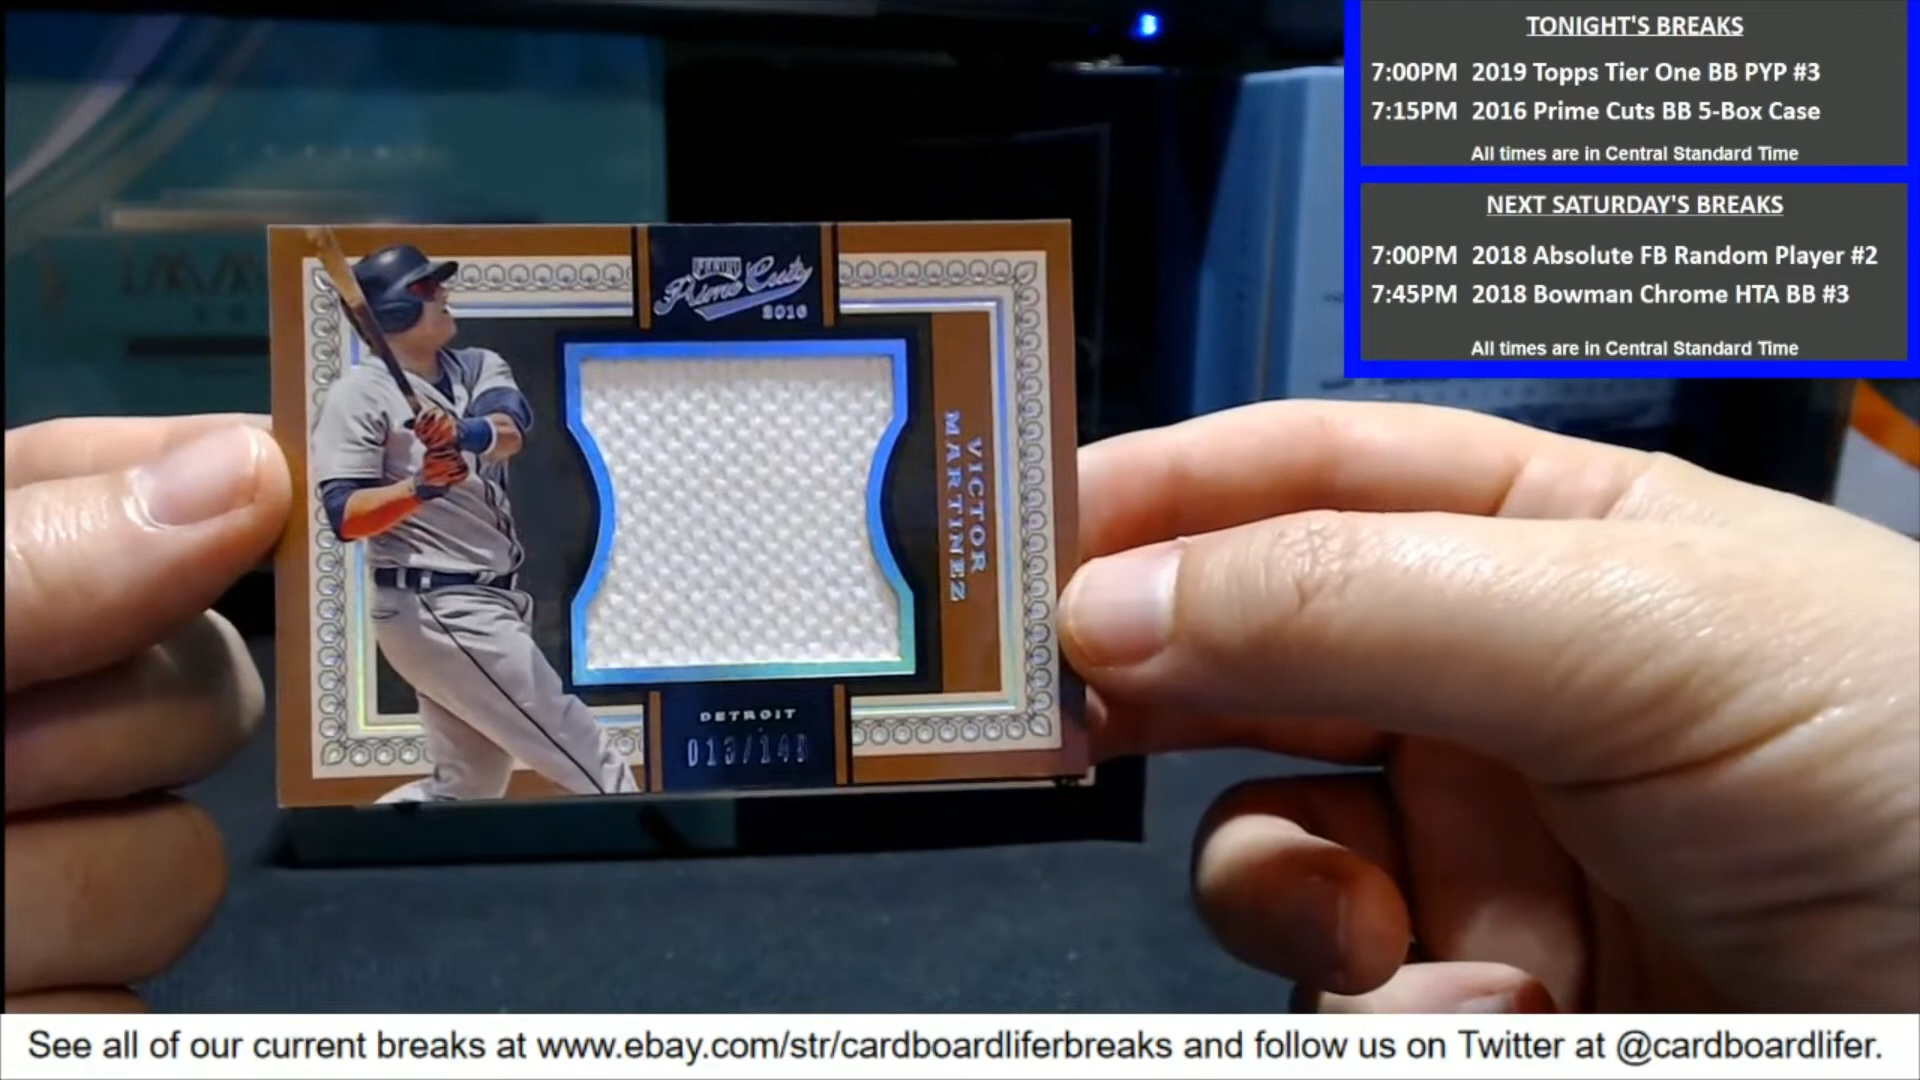 TONIGHT'S BREAKS
7:00PM 2019 Topps Tier One BB PYP #3
7:15PM 2016 Prime Cuts BB 5-Box Case
All times are in Central Standard Time
NEXT SATURDAY'S BREAKS
7:00PM 2018 Absolute FB Random Player #2
7:45PM 2018 Bowman Chrome HTA BB #3
All times are in Central Standard Time
PANINI
Prime Cuts
2016
VICTOR
MARTINEZ
DETROIT
See all of our current breaks at www.ebay.com/str/cardboardliferbreaks and follow us on Twitter at @cardboardlifer.